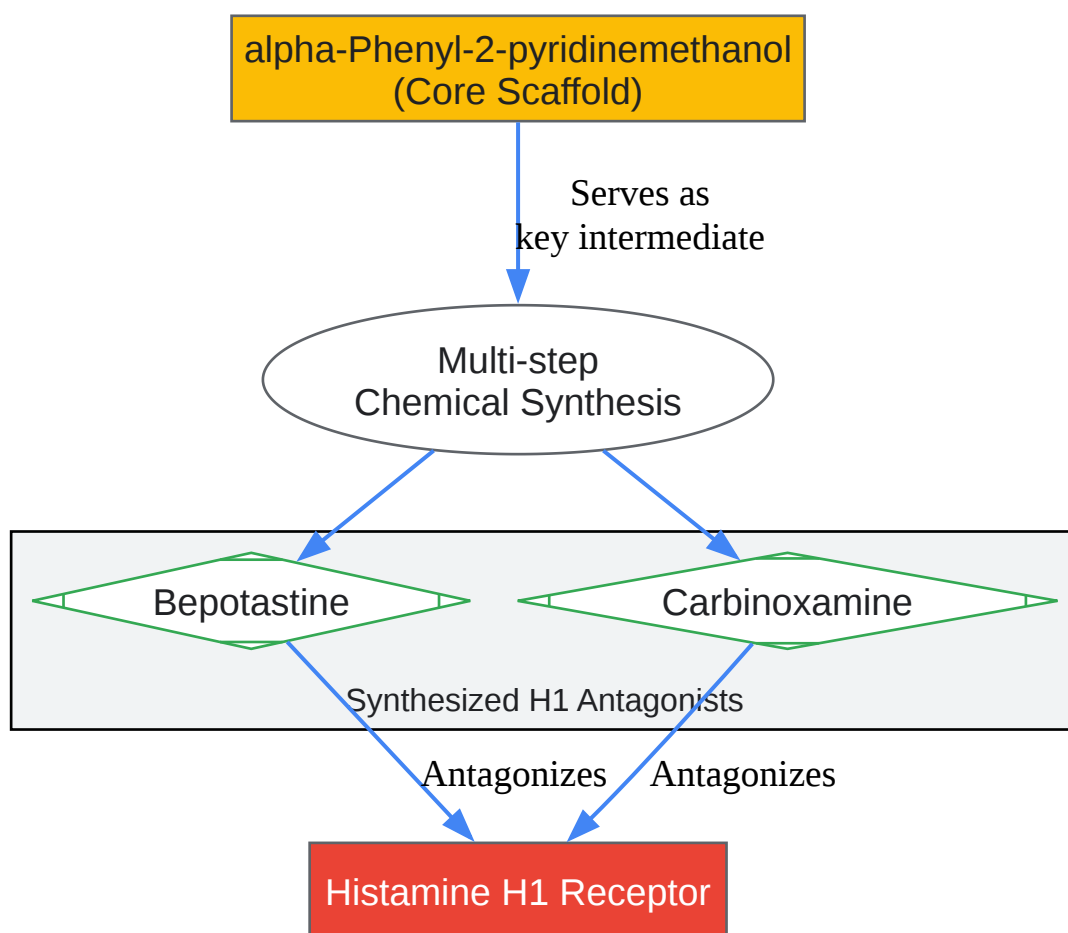 alpha-Phenyl-2-pyridinemethanol
(Core Scaffold)
Serves as
key intermediate
Multi-step
Chemical Synthesis
Bepotastine
Carbinoxamine
Synthesized H1 Antagonists
Antagonizes
Antagonizes
Histamine H1 Receptor